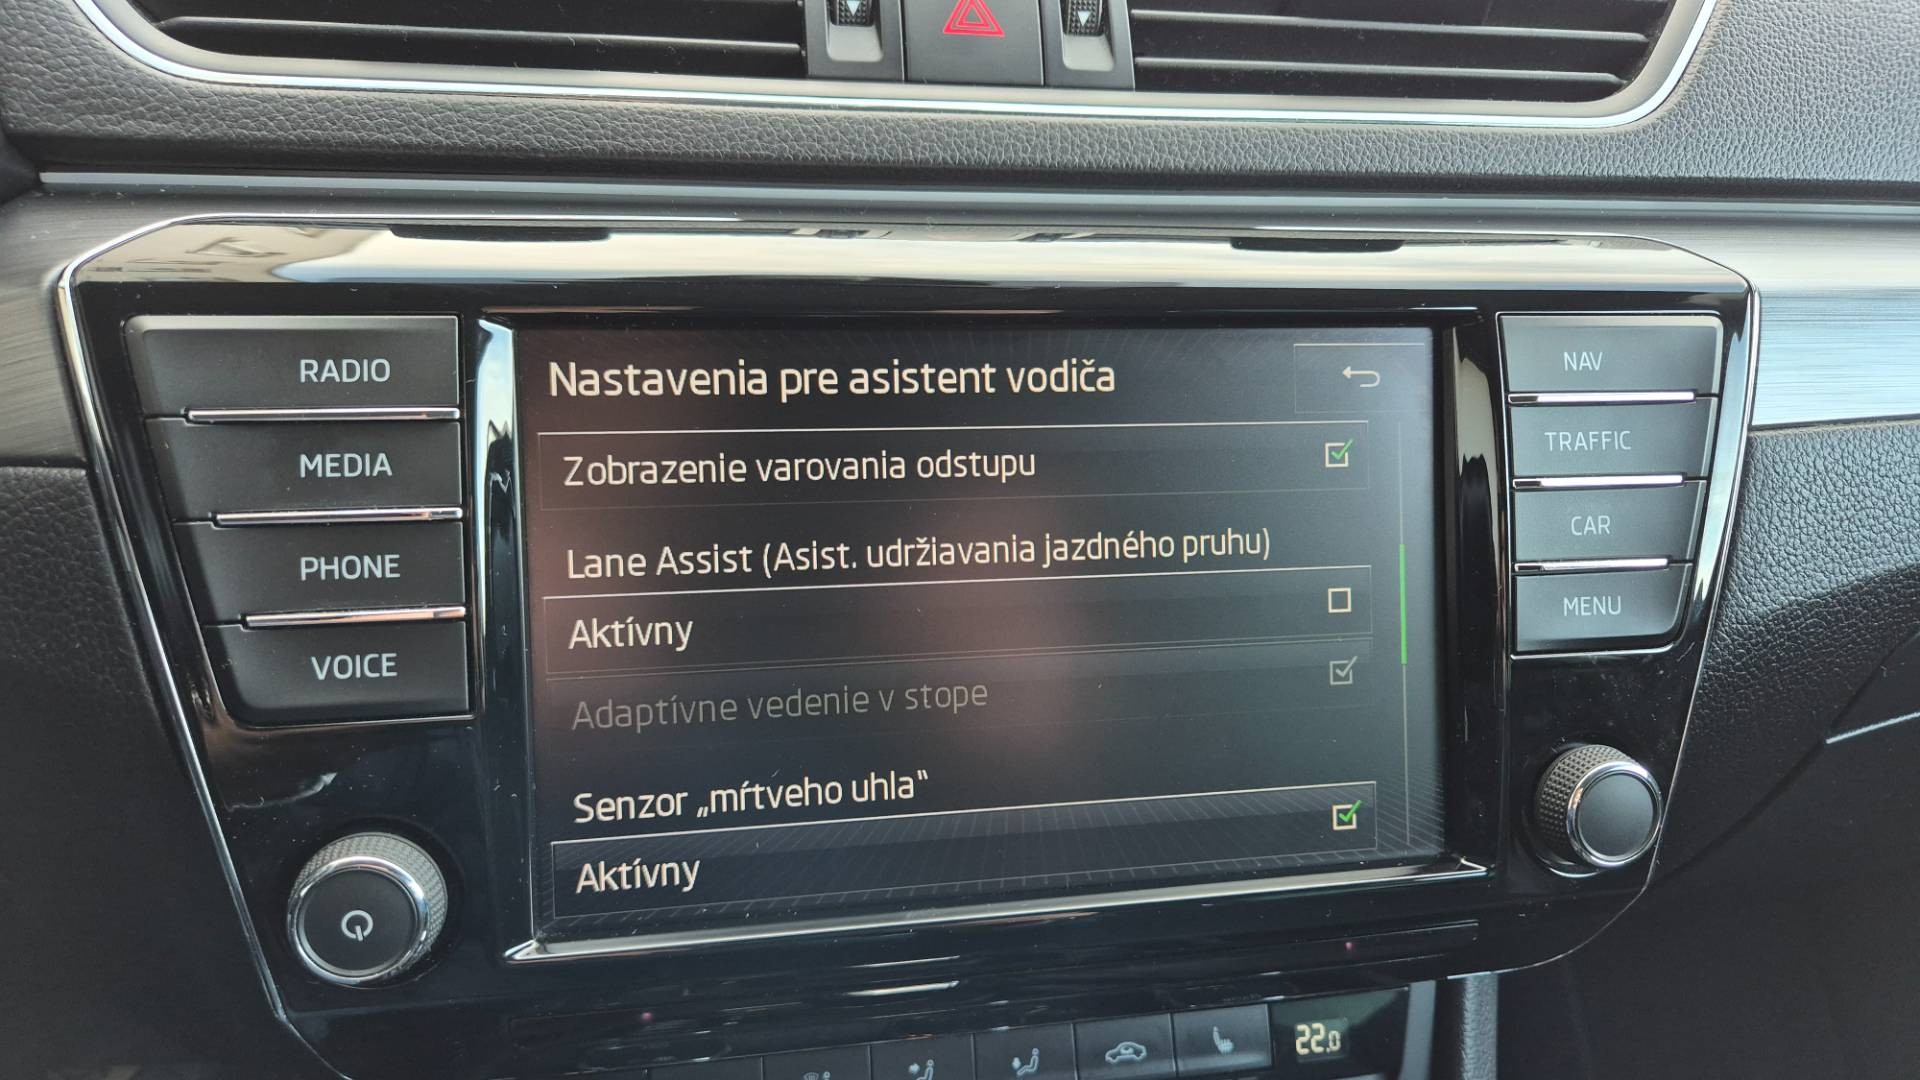 RADIO
MEDIA
PHONE
VOICE
Nastavenia pre asistent vodiča
Zobrazenie varovania odstupu
Lane Assist (Asist. udržiavania jazdného pruhu)
Aktívny
Adaptívne vedenie v stope
Senzor „mŕtveho uhla“
Aktívny
NAV
TRAFFIC
CAR
MENU
22.0